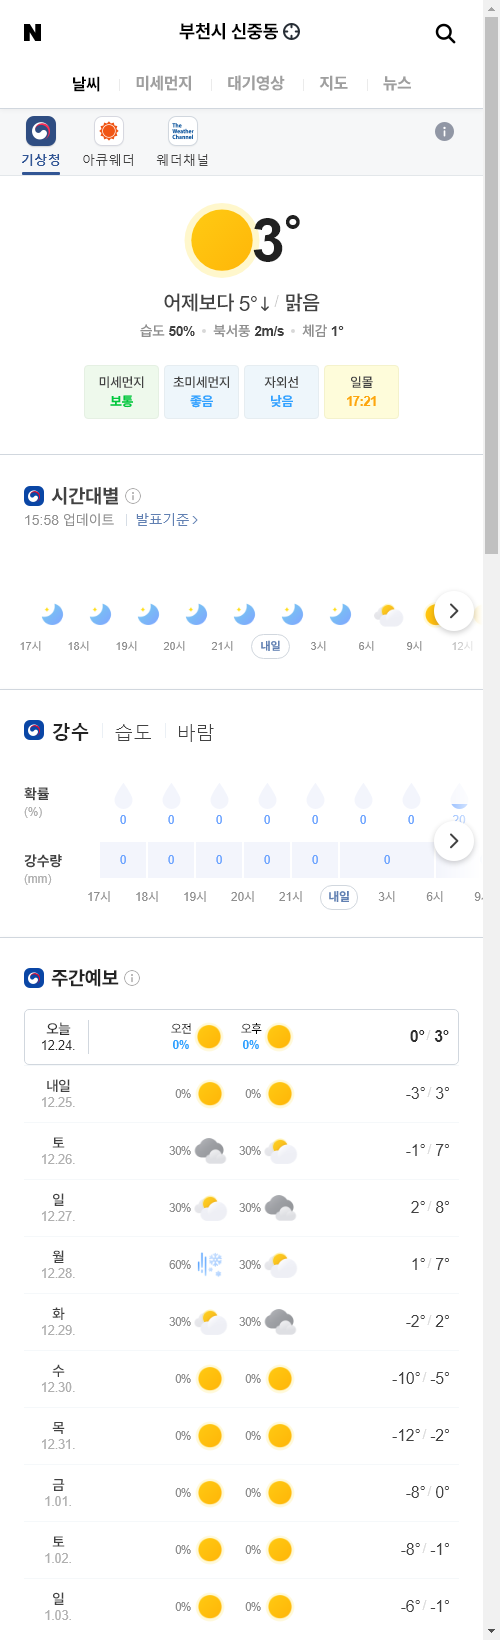 N 부천시 신중동
날씨 미세먼지 대기영상 지도 뉴스
The Weather Channel
기상청 아큐웨더 웨더채널
3°
어제보다 5°↓ / 맑음
습도 50% • 북서풍 2m/s • 체감 1°
미세먼지 초미세먼지 자외선 일몰
보통 좋음 낮음 17:21
시간대별
15:58 업데이트 발표기준 >
17시 18시 19시 20시 21시 내일 3시 6시 9시 12시
강수 습도 바람
확률
(%) 0 0 0 0 0 0 0 20
강수량
(mm) 0 0 0 0 0 0
17시 18시 19시 20시 21시 내일 3시 6시
주간예보
오늘 오전 오후
12.24. 0% 0% 0° / 3°
내일
12.25. 0% 0% -3° / 3°
토
12.26. 30% 30% -1° / 7°
일
12.27. 30% 30% 2° / 8°
월
12.28. 60% 30% 1° / 7°
화
12.29. 30% 30% -2° / 2°
수
12.30. 0% 0% -10° / -5°
목
12.31. 0% 0% -12° / -2°
금
1.01. 0% 0% -8° / 0°
토
1.02. 0% 0% -8° / -1°
일
1.03. 0% 0% -6° / -1°